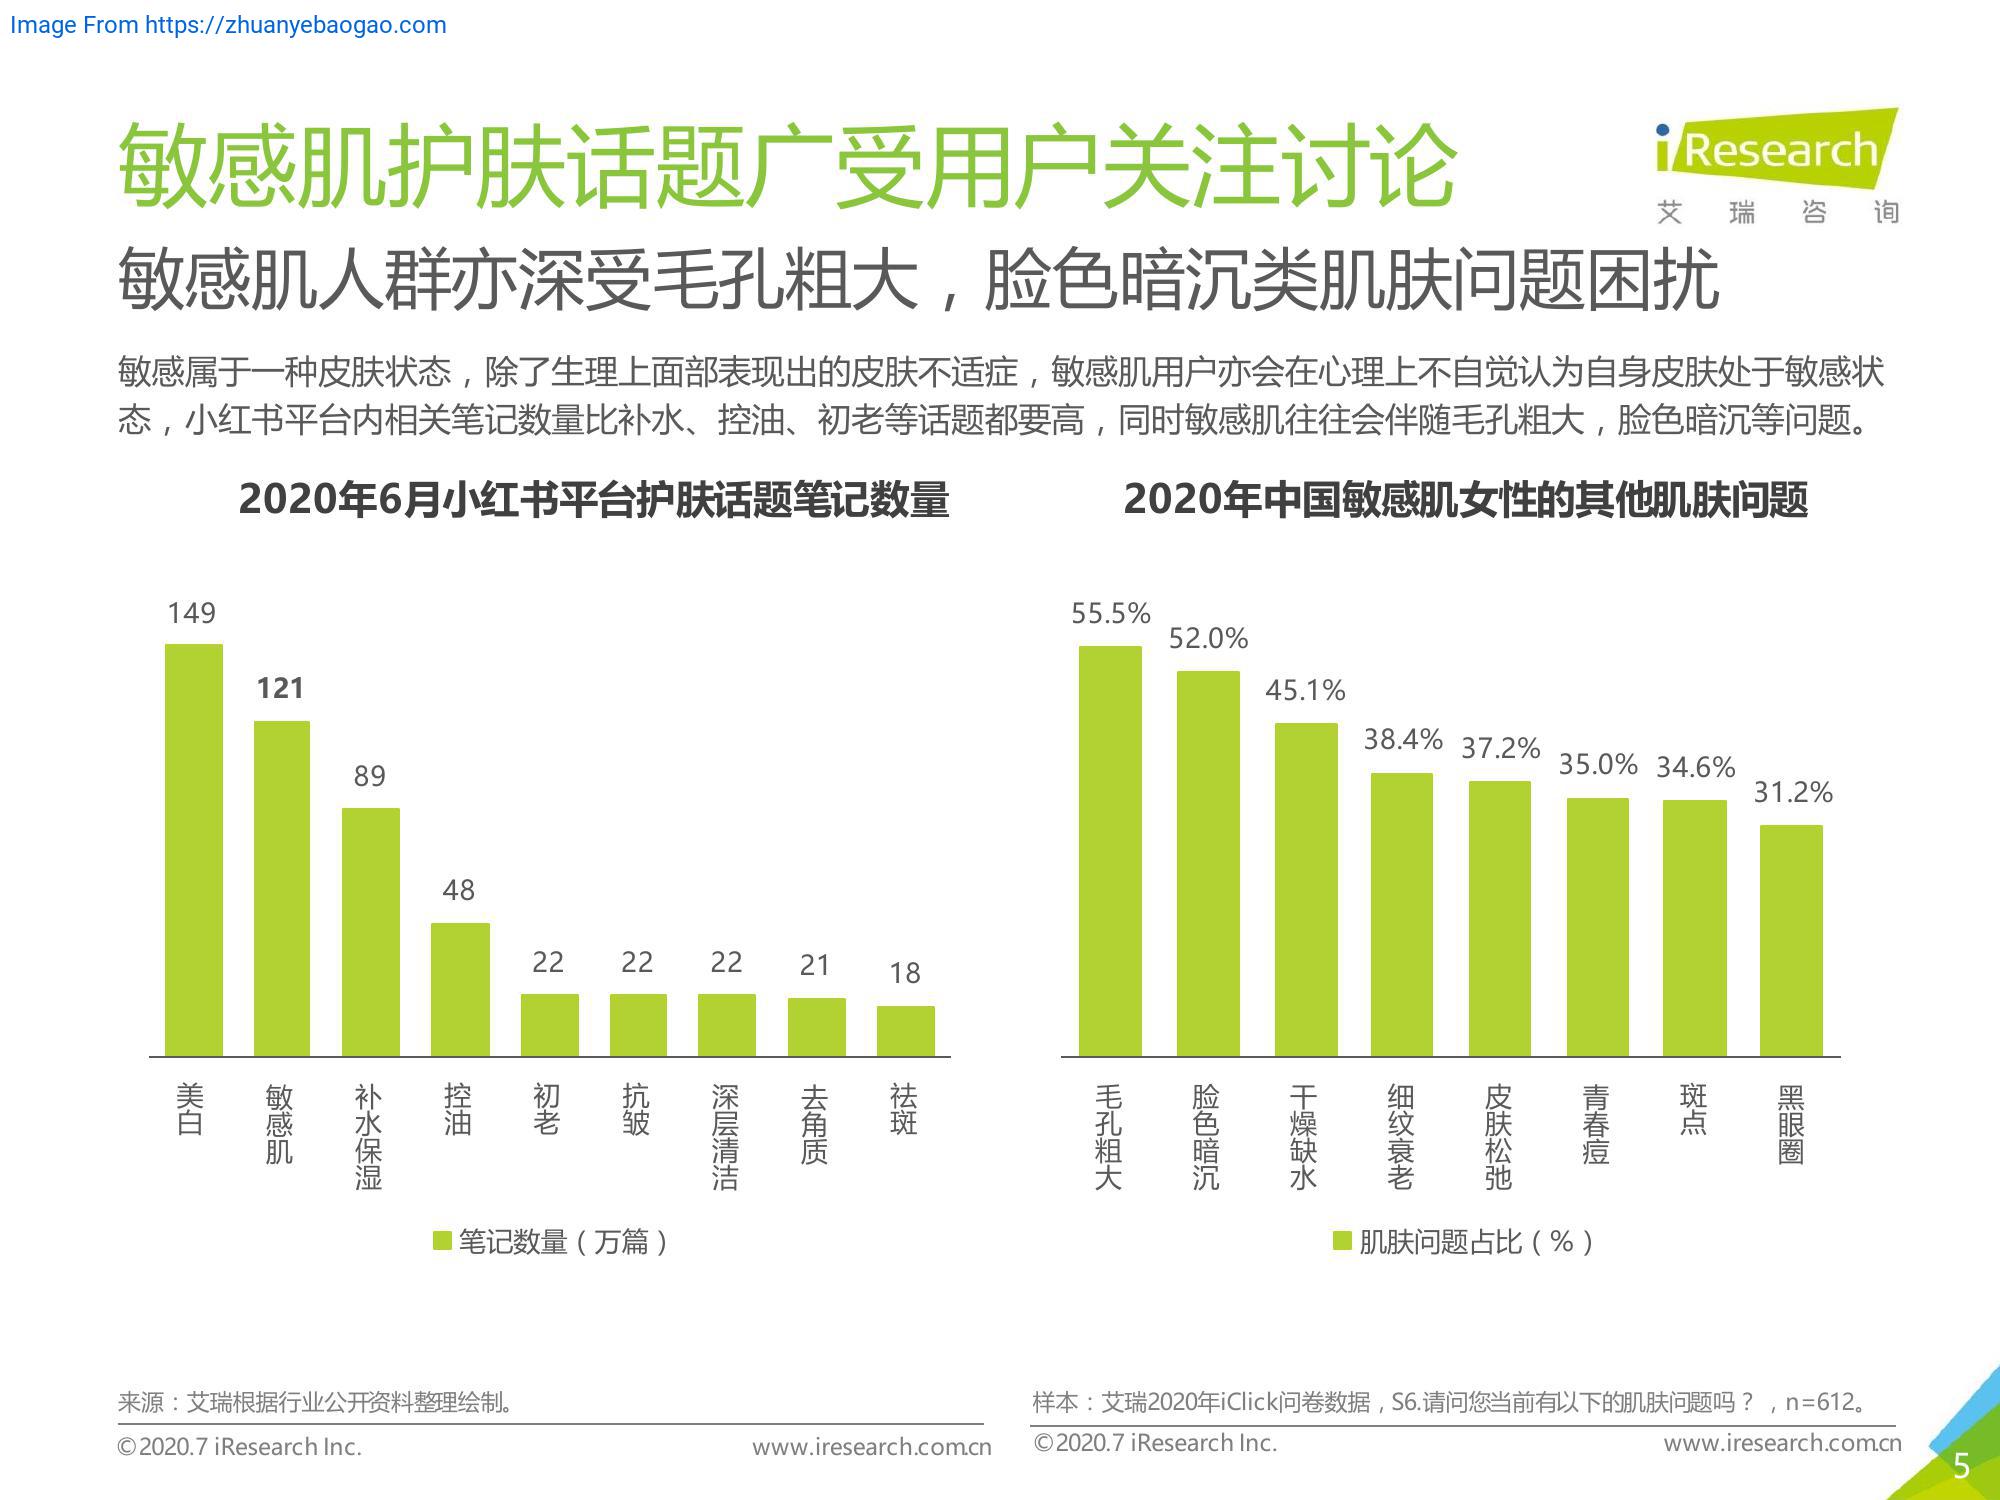 Image From https://zhuanyebaogao.com
敏感肌护肤话题广受用户关注讨论
iResearch
艾瑞咨询
敏感肌人群亦深受毛孔粗大，脸色暗沉类肌肤问题困扰
敏感属于一种皮肤状态，除了生理上面部表现出的皮肤不适症，敏感肌用户亦会在心理上不自觉认为自身皮肤处于敏感状
态，小红书平台内相关笔记数量比补水、控油、初老等话题都要高，同时敏感肌往往会伴随毛孔粗大，脸色暗沉等问题。
2020年6月小红书平台护肤话题笔记数量
149
121
89
48
22
22
22
21
18
美白
敏感肌
补水保湿
控油
初老
抗皱
深层清洁
去角质
祛斑
笔记数量（万篇）
2020年中国敏感肌女性的其他肌肤问题
55.5%
52.0%
45.1%
38.4%
37.2%
35.0%
34.6%
31.2%
毛孔粗大
脸色暗沉
干燥缺水
细纹衰老
皮肤松弛
青春痘
斑点
黑眼圈
肌肤问题占比（%）
来源：艾瑞根据行业公开资料整理绘制。
©2020.7 iResearch Inc.
www.iresearch.com.cn
样本：艾瑞2020年iClick问卷数据，S6.请问您当前有以下的肌肤问题吗？，n=612。
©2020.7 iResearch Inc.
www.iresearch.com.cn
5